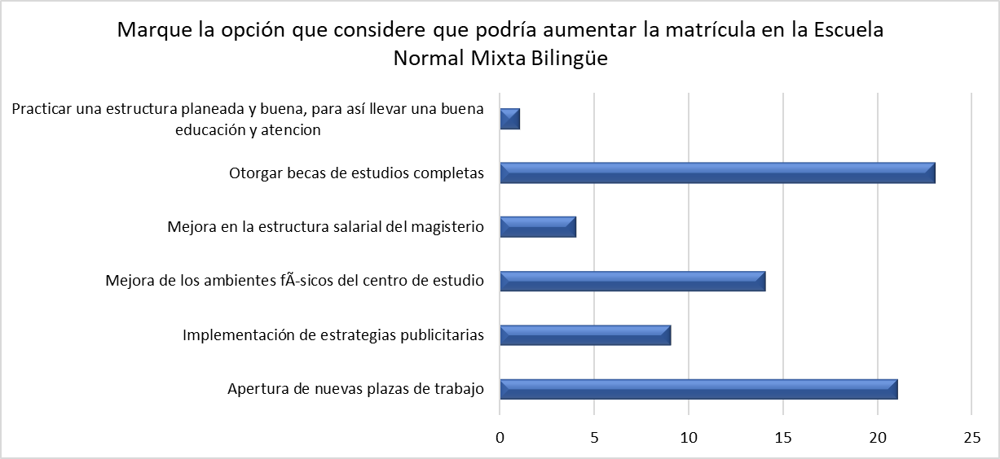 Marque la opción que considere que podría aumentar la matrícula en la Escuela
Normal Mixta Bilingüe
Practicar una estructura planeada y buena, para así llevar una buena
educación y atencion
Otorgar becas de estudios completas
Mejora en la estructura salarial del magisterio
Mejora de los ambientes fÃ-sicos del centro de estudio
Implementación de estrategias publicitarias
Apertura de nuevas plazas de trabajo
0 5 10 15 20 25